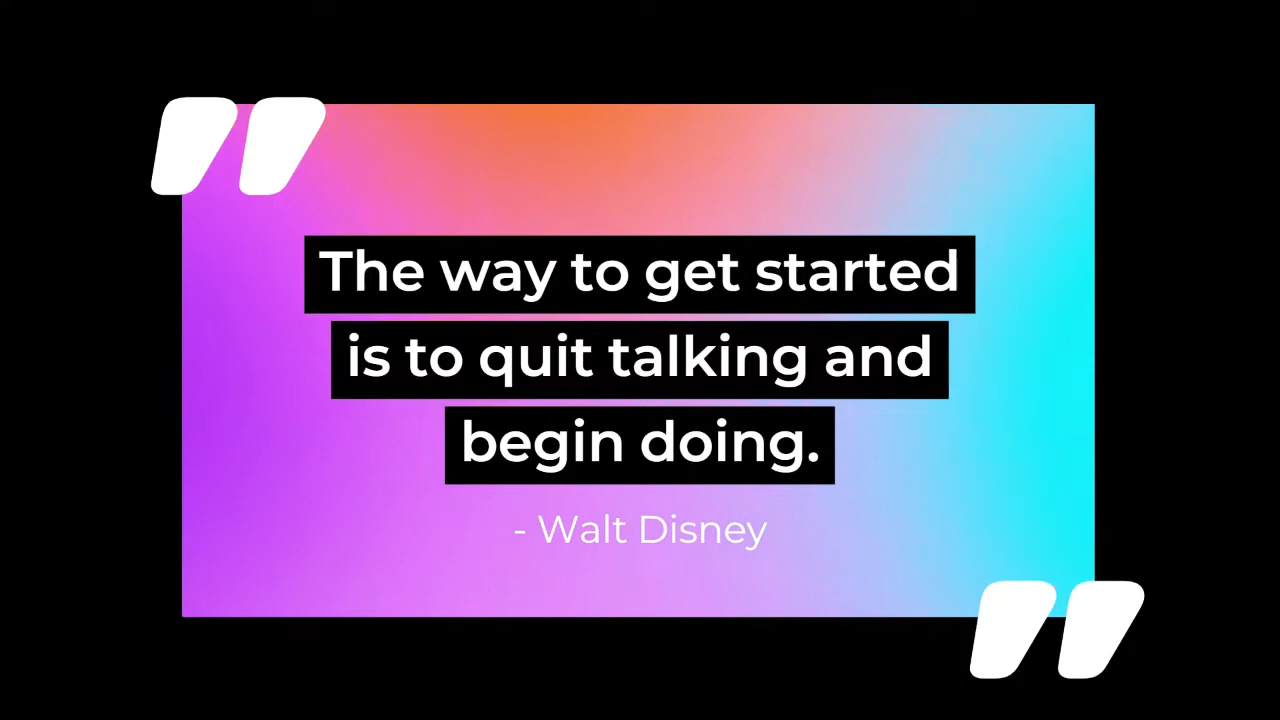 The way to get started
is to quit talking and
begin doing.
- Walt Disney